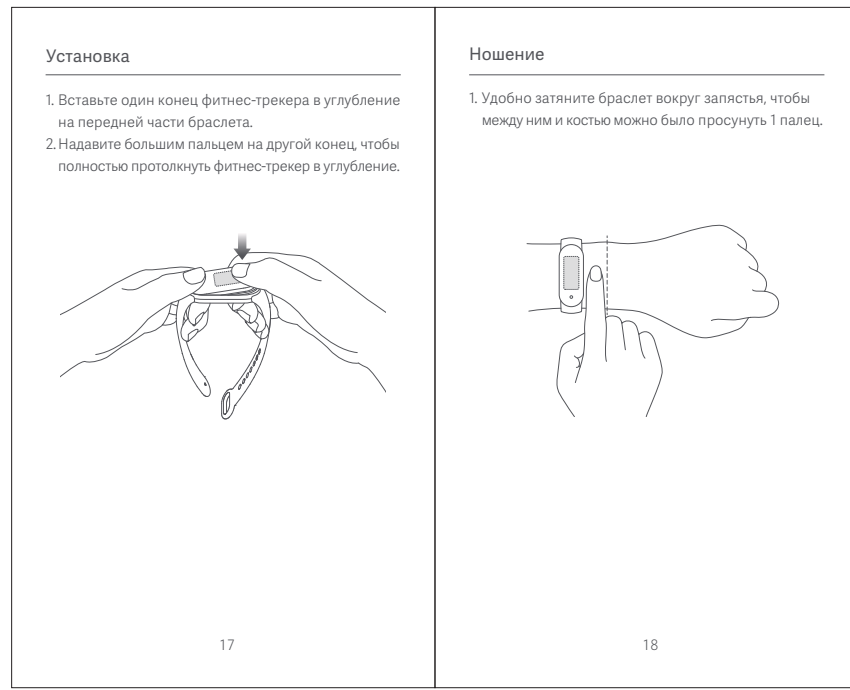 Установка
1. Вставьте один конец фитнес-трекера в углубление
на передней части браслета.
2. Надавите большим пальцем на другой конец, чтобы
полностью протолкнуть фитнес-трекер в углубление.
17
Ношение
1. Удобно затяните браслет вокруг запястья, чтобы
между ним и костью можно было просунуть 1 палец.
18